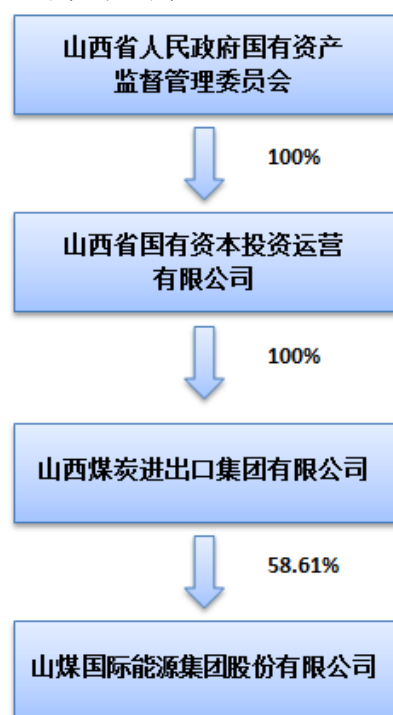 山西省人民政府国有资产
监督管理委员会
100%
山西省国有资本投资运营
有限公司
100%
山西煤炭进出口集团有限公司
58.61%
山煤国际能源集团股份有限公司